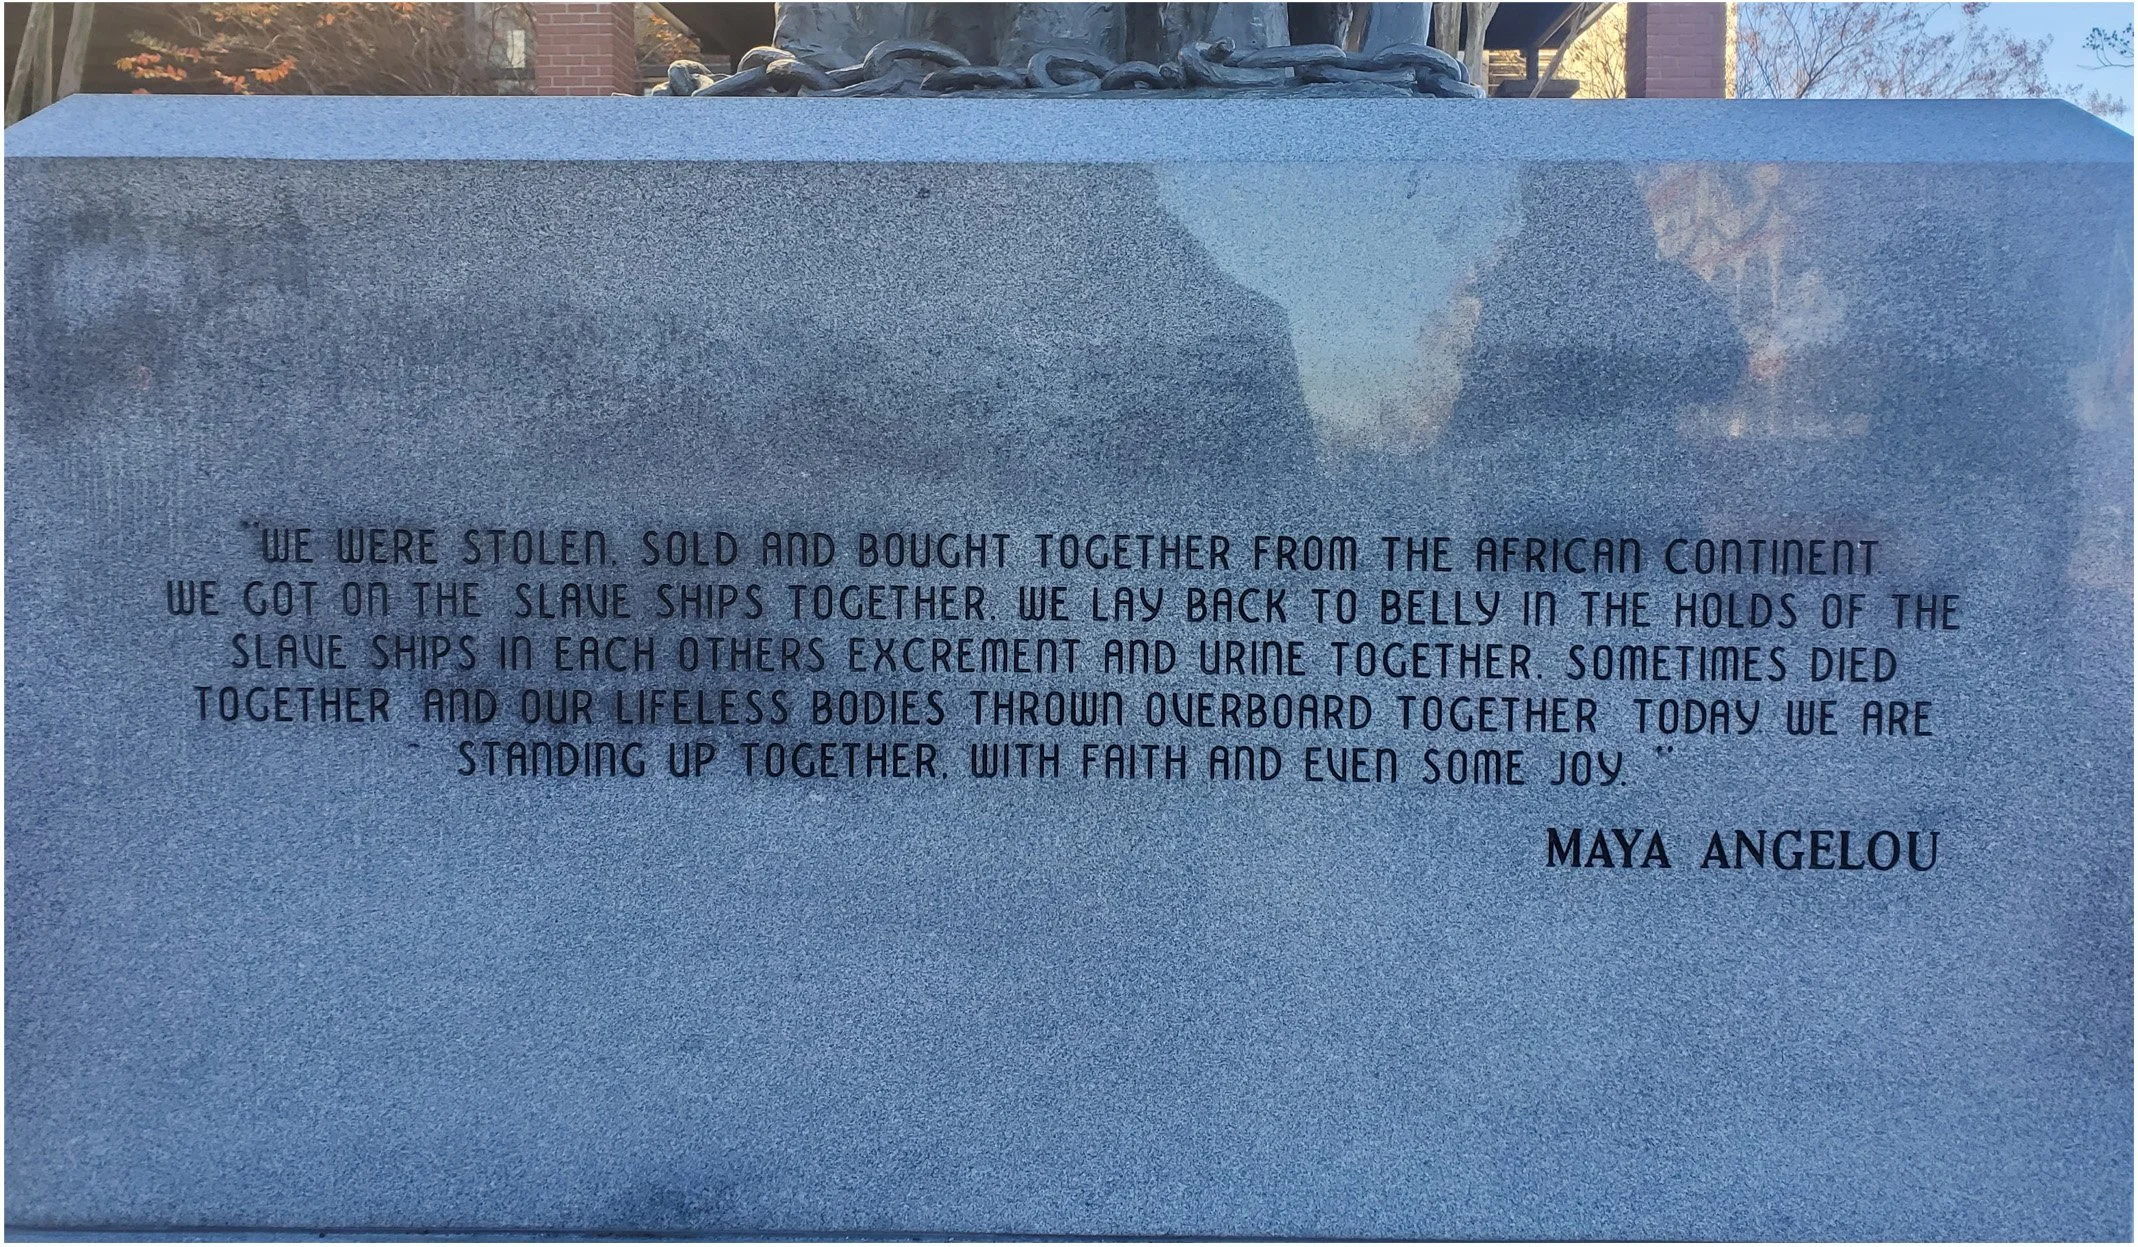 "WE WERE STOLEN, SOLD AND BOUGHT TOGETHER FROM THE AFRICAN CONTINENT
WE GOT ON THE SLAVE SHIPS TOGETHER. WE LAY BACK TO BELLY IN THE HOLDS OF THE
SLAVE SHIPS IN EACH OTHERS EXCREMENT AND URINE TOGETHER. SOMETIMES DIED
TOGETHER AND OUR LIFELESS BODIES THROWN OVERBOARD TOGETHER TODAY WE ARE
STANDING UP TOGETHER, WITH FAITH AND EVEN SOME JOY. "
MAYA ANGELOU